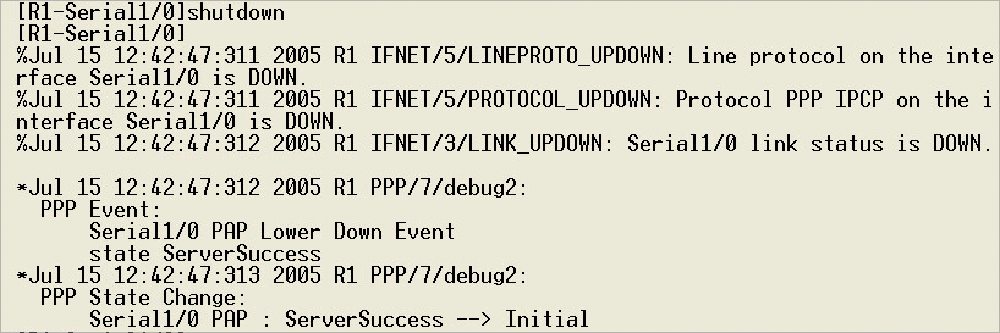 [R1-Serial1/0]shutdown
[R1-Serial1/0]
%Jul 15 12:42:47:311 2005 R1 IFNET/5/LINEPROTO_UPDOWN: Line protocol on the inte
rface Serial1/0 is DOWN.
%Jul 15 12:42:47:311 2005 R1 IFNET/5/PROTOCOL_UPDOWN: Protocol PPP IPCP on the i
nterface Serial1/0 is DOWN.
%Jul 15 12:42:47:312 2005 R1 IFNET/3/LINK_UPDOWN: Serial1/0 link status is DOWN.
*Jul 15 12:42:47:312 2005 R1 PPP/7/debug2:
  PPP Event:
      Serial1/0 PAP Lower Down Event
      state ServerSuccess
*Jul 15 12:42:47:313 2005 R1 PPP/7/debug2:
  PPP State Change:
      Serial1/0 PAP : ServerSuccess --> Initial